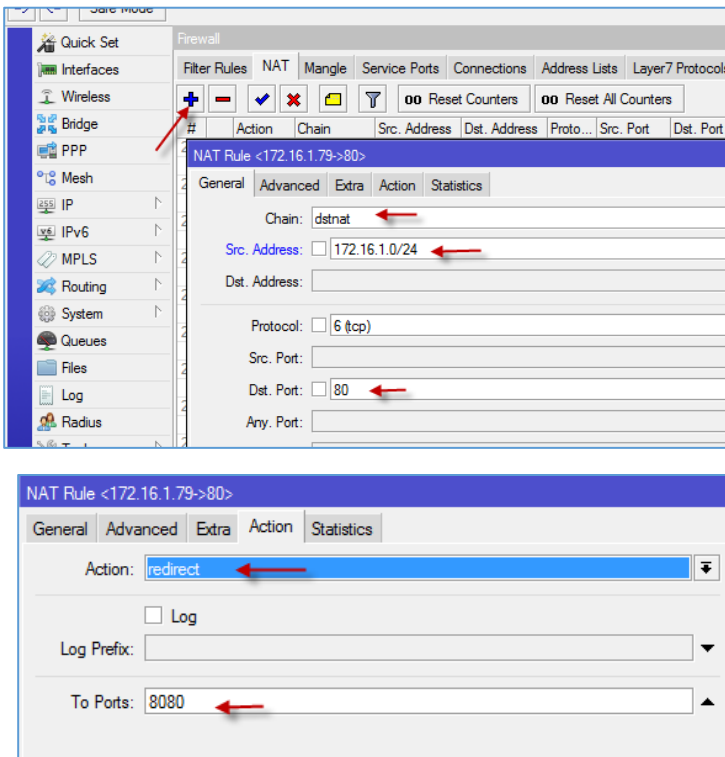 Safe Mode
Quick Set
Interfaces
Wireless
Bridge
PPP
Mesh
255 IP
v6 IPv6
MPLS
Routing
System
Queues
Files
Log
Radius
Firewall
Filter Rules NAT Mangle Service Ports Connections Address Lists Layer7 Protocols
00 Reset Counters 00 Reset All Counters
# Action Chain Src. Address Dst. Address Proto... Src. Port Dst. Port
NAT Rule <172.16.1.79->80>
General Advanced Extra Action Statistics
Chain: dstnat
Src. Address: 172.16.1.0/24
Dst. Address:
Protocol: 6 (tcp)
Src. Port:
Dst. Port: 80
Any. Port:
NAT Rule <172.16.1.79->80>
General Advanced Extra Action Statistics
Action: redirect
Log
Log Prefix:
To Ports: 8080